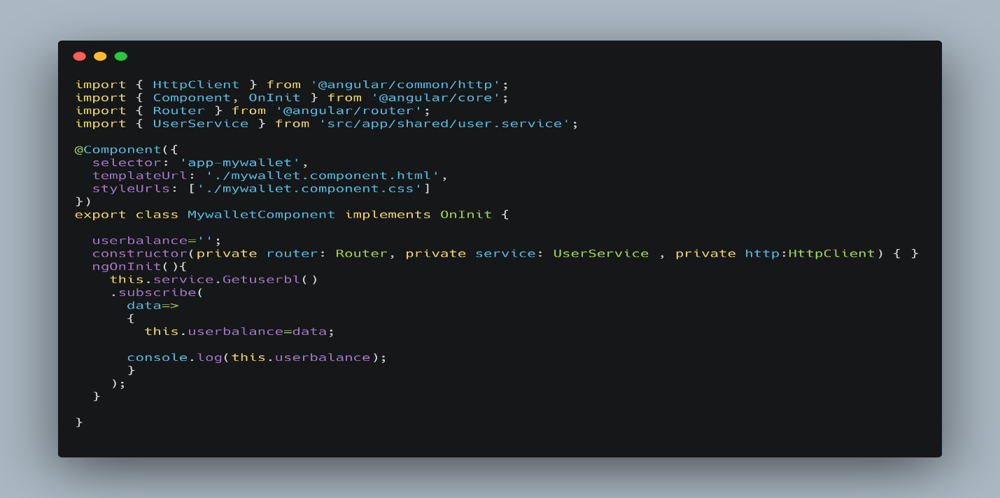 import { HttpClient } from '@angular/common/http';
import { Component, OnInit } from '@angular/core';
import { Router } from '@angular/router';
import { UserService } from 'src/app/shared/user.service';

@Component({
  selector: 'app-mywallet',
  templateUrl: './mywallet.component.html',
  styleUrls: ['./mywallet.component.css']
})
export class MywalletComponent implements OnInit {

  userbalance='';
  constructor(private router: Router, private service: UserService , private http:HttpClient) { }
  ngOnInit(){
    this.service.Getuserbl()
    .subscribe(
      data=>
      {
        this.userbalance=data;

      console.log(this.userbalance);
      }
    );
  }

}